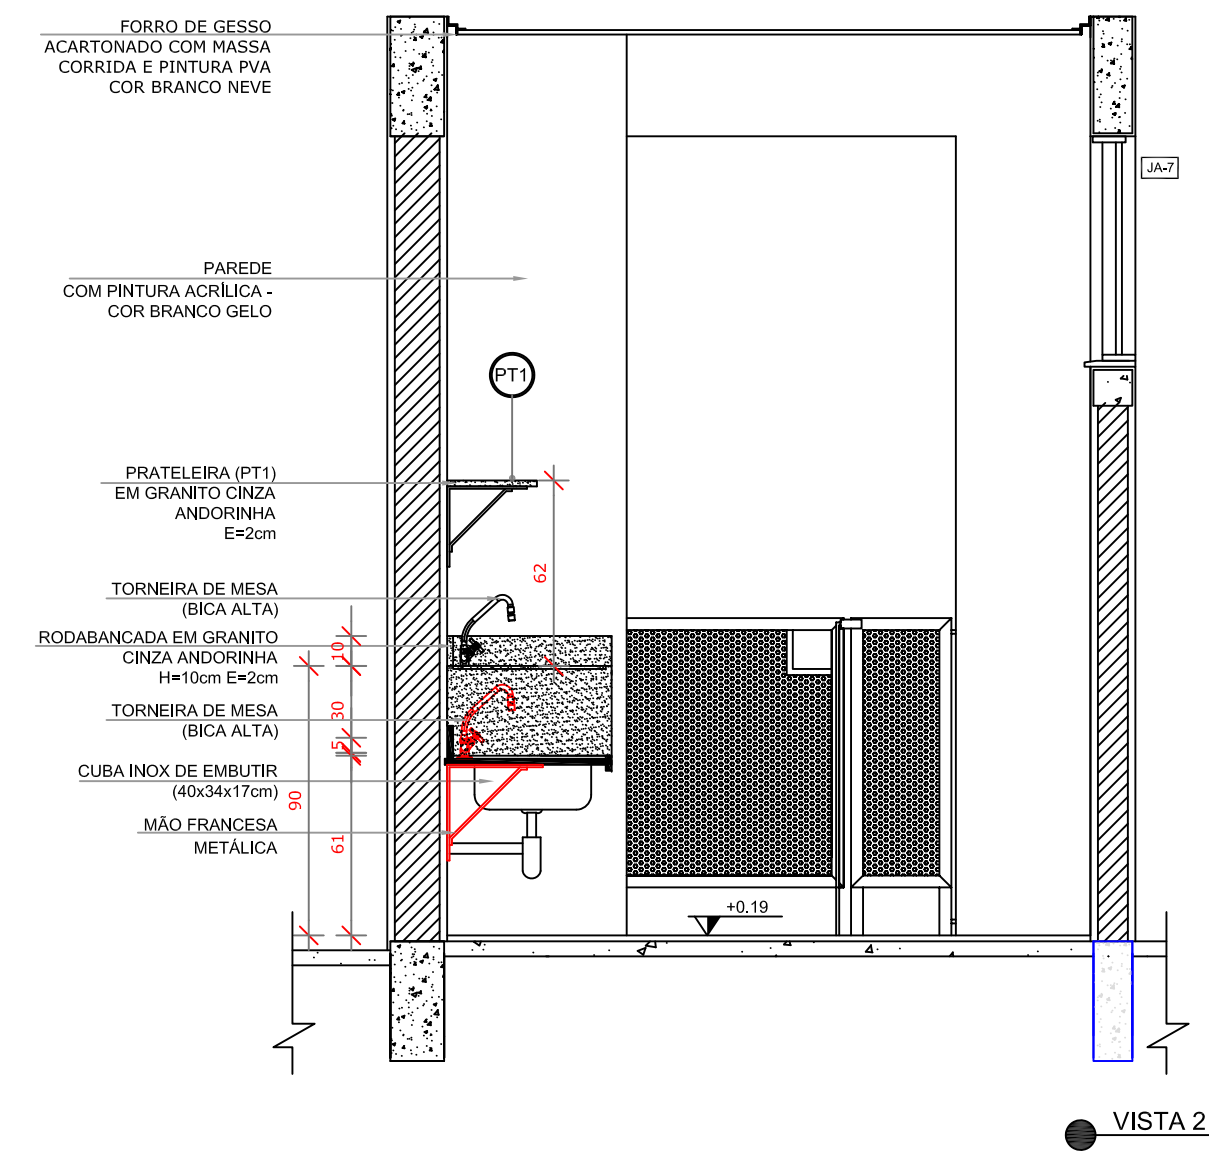 FORRO DE GESSO
ACARTONADO COM MASSA
CORRIDA E PINTURA PVA
COR BRANCO NEVE
JA-7
PAREDE
COM PINTURA ACRÍLICA -
COR BRANCO GELO
PT1
PRATELEIRA (PT1)
EM GRANITO CINZA
ANDORINHA
E=2cm
62
TORNEIRA DE MESA
(BICA ALTA)
RODABANCADA EM GRANITO
CINZA ANDORINHA
H=10cm E=2cm
10
TORNEIRA DE MESA
(BICA ALTA)
30
5
CUBA INOX DE EMBUTIR
(40x34x17cm)
90
MÃO FRANCESA
METÁLICA
61
+0.19
VISTA 2